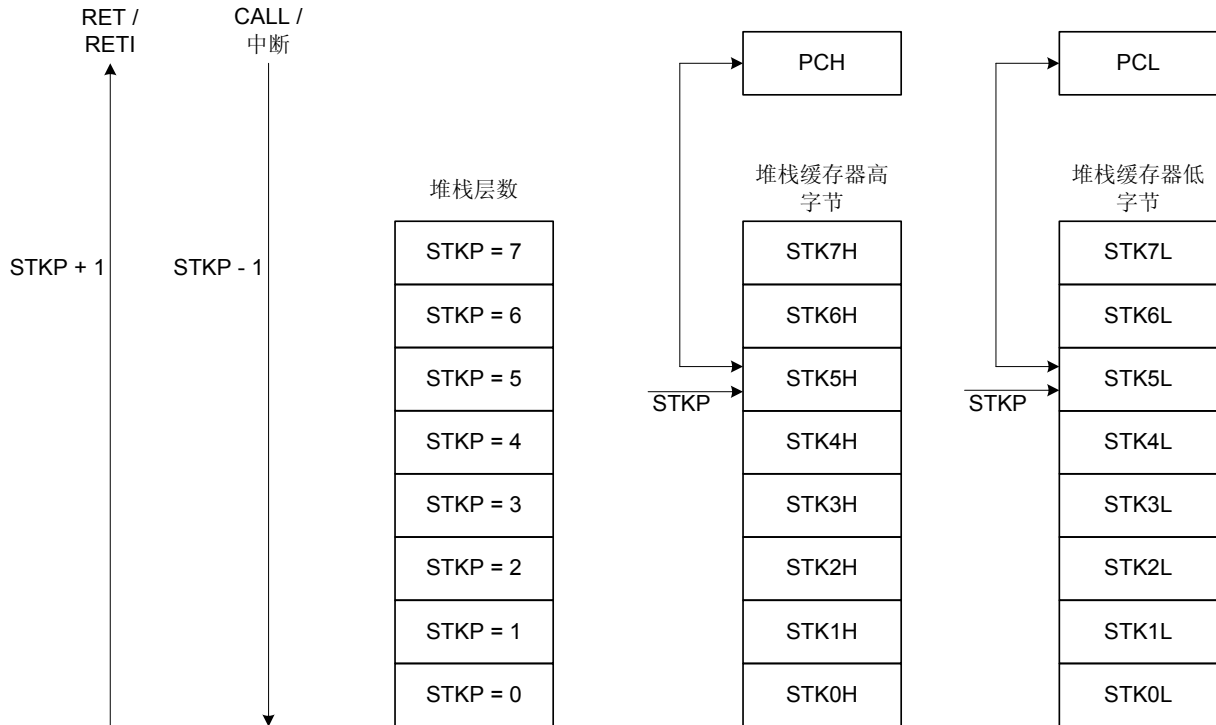 RET /
RETI
CALL /
中断
PCH
PCL
堆栈层数
堆栈缓存器高
字节
堆栈缓存器低
字节
STKP + 1
STKP - 1
STKP = 7
STK7H
STK7L
STKP = 6
STK6H
STK6L
STKP = 5
STK5H
STK5L
STKP
STKP
STKP = 4
STK4H
STK4L
STKP = 3
STK3H
STK3L
STKP = 2
STK2H
STK2L
STKP = 1
STK1H
STK1L
STKP = 0
STK0H
STK0L